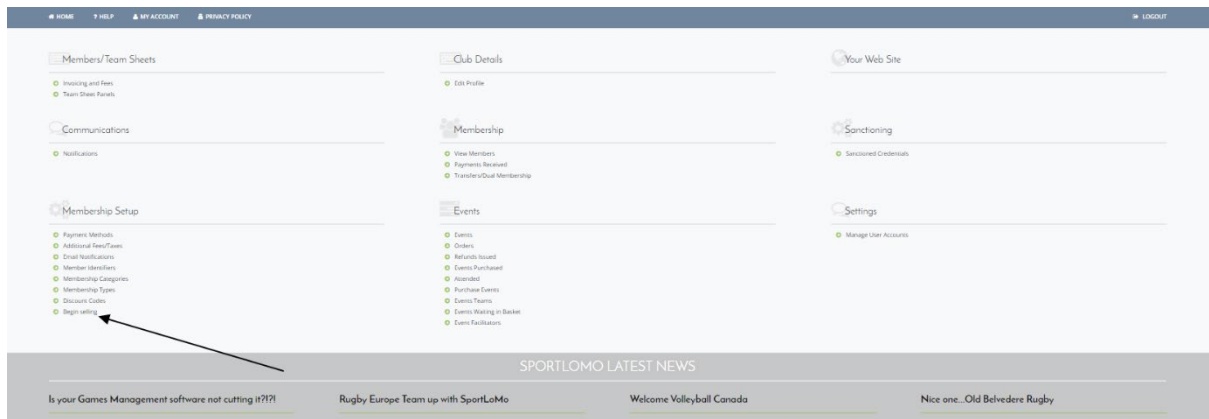 HOME ? HELP MY ACCOUNT PRIVACY POLICY LOGOUT
Members/Team Sheets
Invoicing and Fees
Team Sheet Panels
Club Details
Edit Profile
Your Web Site
Communications
Notifications
Membership
View Members
Payments Received
Transfers/Dual Membership
Sanctioning
Sanctioned Credentials
Membership Setup
Payment Methods
Additional Fees/Taxes
Email Notifications
Member Identifiers
Membership Categories
Membership Types
Discount Codes
Begin selling
Events
Events
Orders
Refunds Issued
Events Purchased
Attended
Purchase Events
Events Teams
Events Waiting in Basket
Event Facilitators
Settings
Manage User Accounts
SPORTLOMO LATEST NEWS
Is your Games Management software not cutting it?!?!
Rugby Europe Team up with SportLoMo
Welcome Volleyball Canada
Nice one...Old Belvedere Rugby